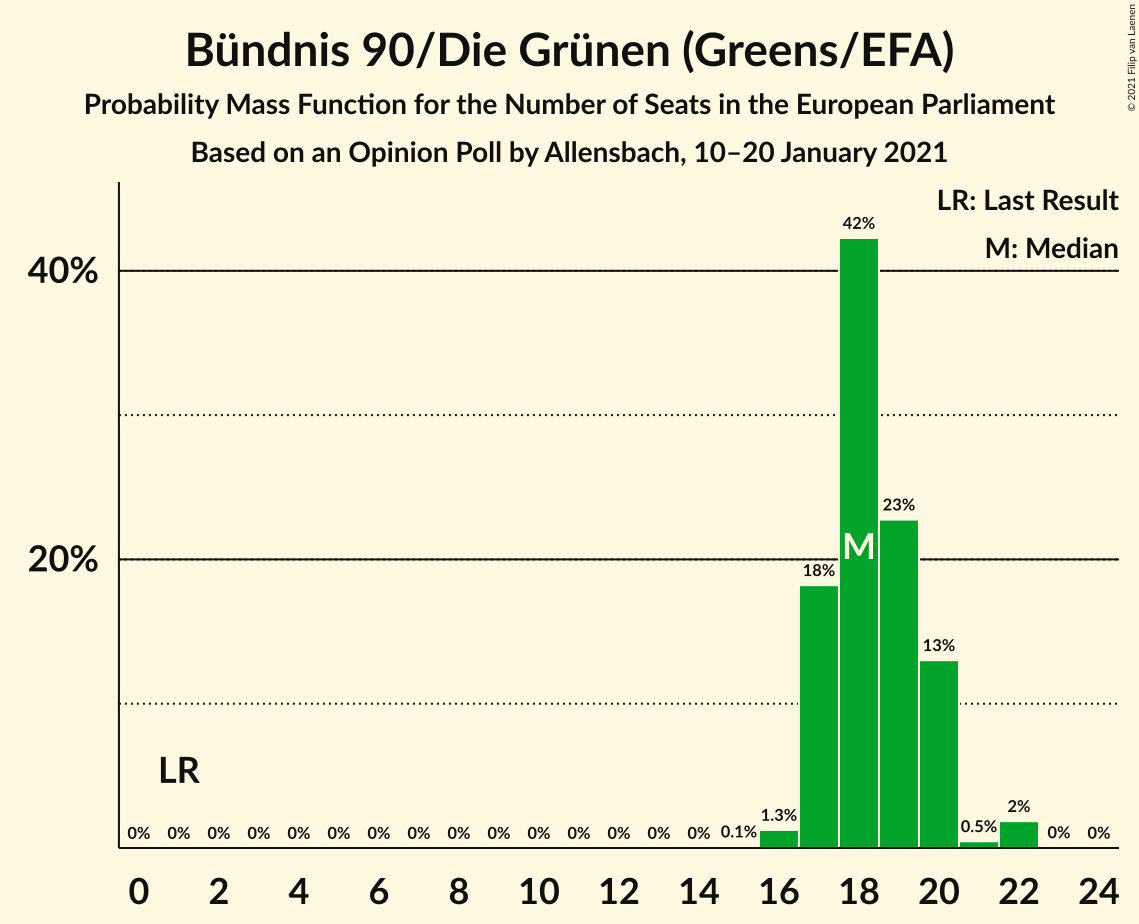 Bündnis 90/Die Grünen (Greens/EFA)
Probability Mass Function for the Number of Seats in the European Parliament
Based on an Opinion Poll by Allensbach, 10–20 January 2021
© 2021 Filip van Laenen
LR: Last Result
M: Median
42%
40%
23%
M
20%
18%
13%
LR
0% 0% 0% 0% 0% 0% 0% 0% 0% 0% 0% 0% 0% 0% 0% 0.1% 1.3% 0.5% 2% 0% 0%
0 2 4 6 8 10 12 14 16 18 20 22 24